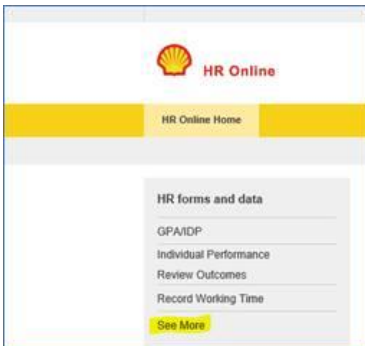 HR Online
HR Online Home
HR forms and data
GPA/IDP
Individual Performance
Review Outcomes
Record Working Time
See More